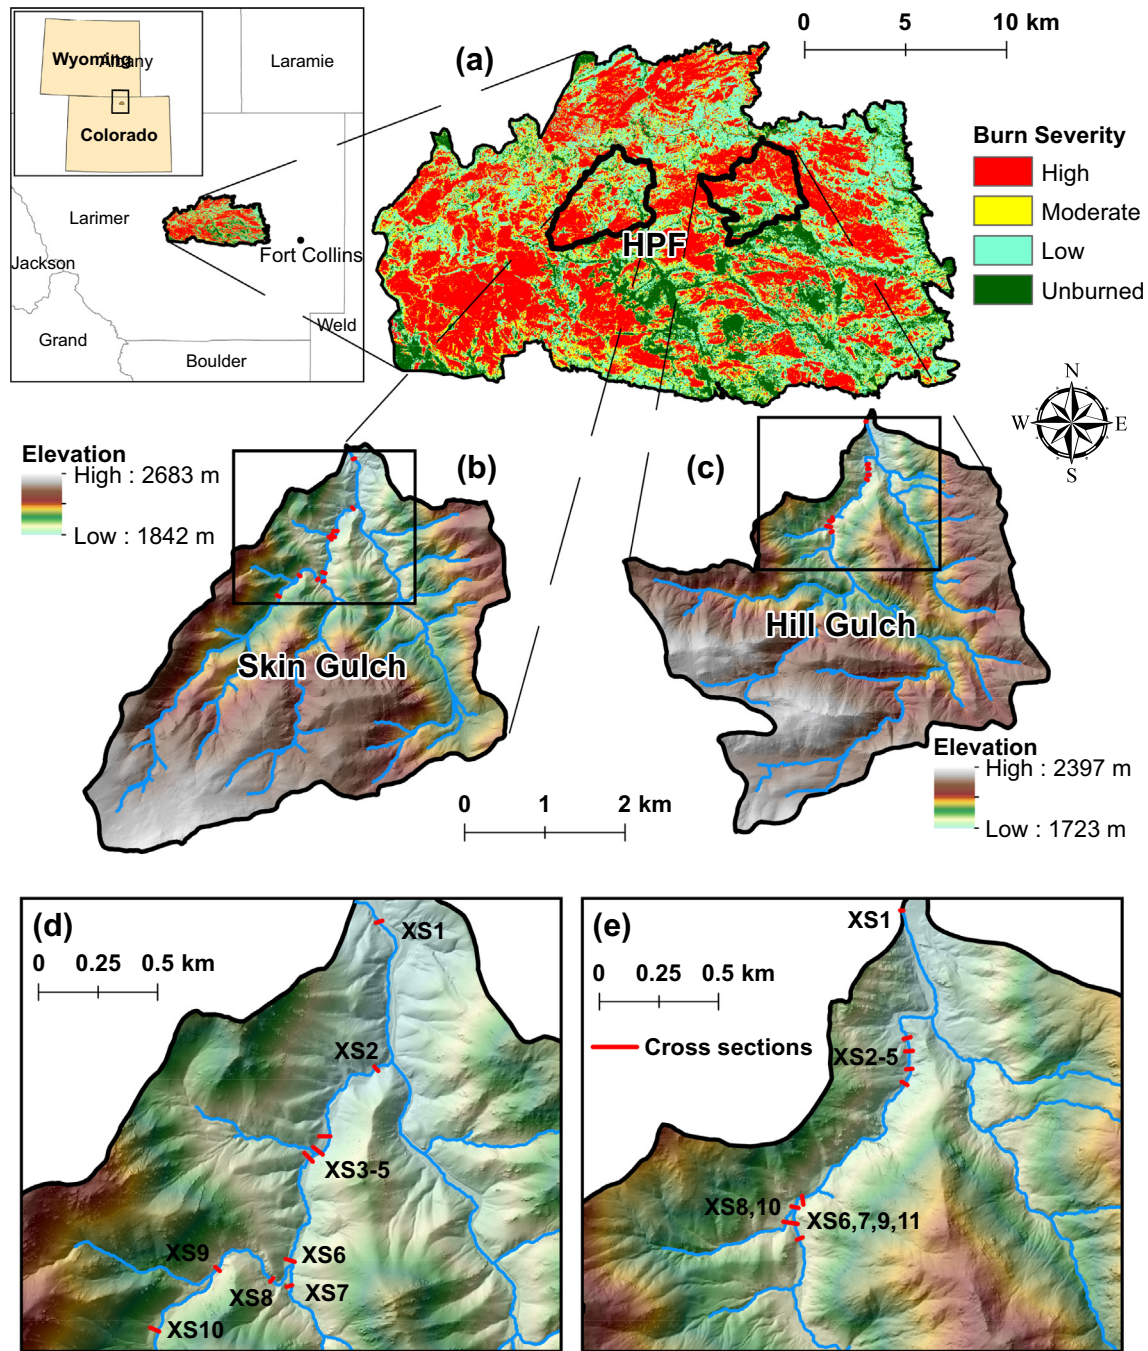 Wyoming
Albany
Laramie
Colorado
Larimer
Fort Collins
Jackson
Weld
Grand
Boulder
(a)
0 5 10 km
HPF
Burn Severity
High
Moderate
Low
Unburned
N
W E
S
Elevation
High : 2683 m
Low : 1842 m
(b)
Skin Gulch
(c)
Hill Gulch
Elevation
High : 2397 m
Low : 1723 m
0 1 2 km
(d)
0 0.25 0.5 km
XS1
XS2
XS3-5
XS6
XS9
XS8
XS7
XS10
(e)
XS1
0 0.25 0.5 km
Cross sections
XS2-5
XS8,10
XS6,7,9,11